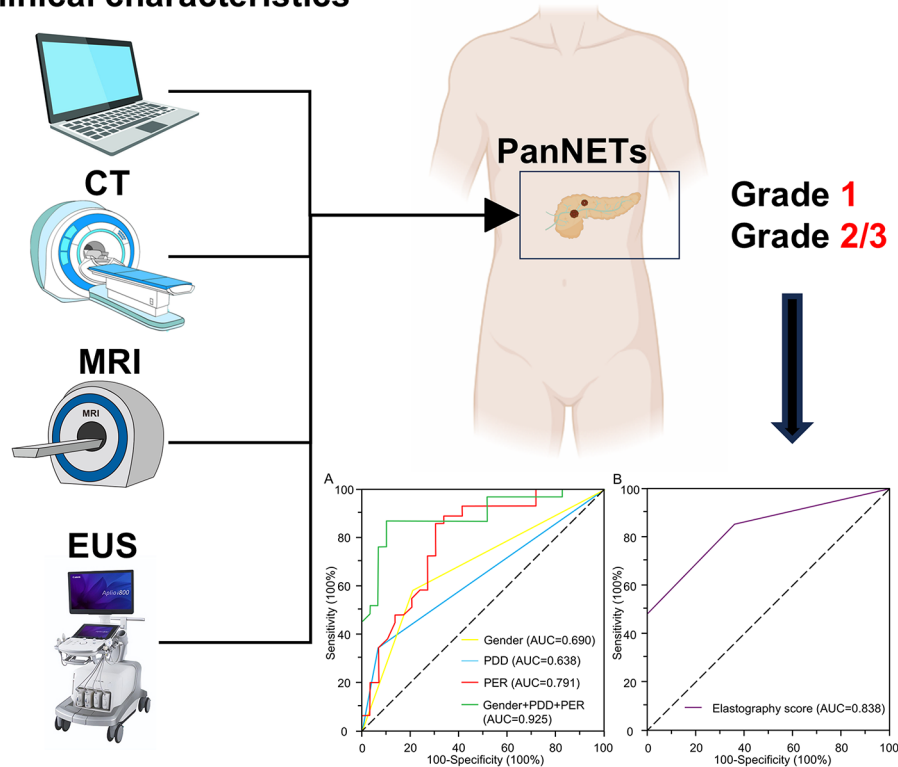 CT
MRI
MRI
EUS
Aplio i800
PanNETs
Grade 1
Grade 2/3
A
100
80
60
40
20
0
Sensitivity (100%)
Gender (AUC=0.690)
PDD (AUC=0.638)
PER (AUC=0.791)
Gender+PDD+PER
(AUC=0.925)
0 20 40 60 80 100
100-Specificity (100%)
B
100
80
60
40
20
0
Sensitivity (100%)
Elastography score (AUC=0.838)
0 20 40 60 80 100
100-Specificity (100%)